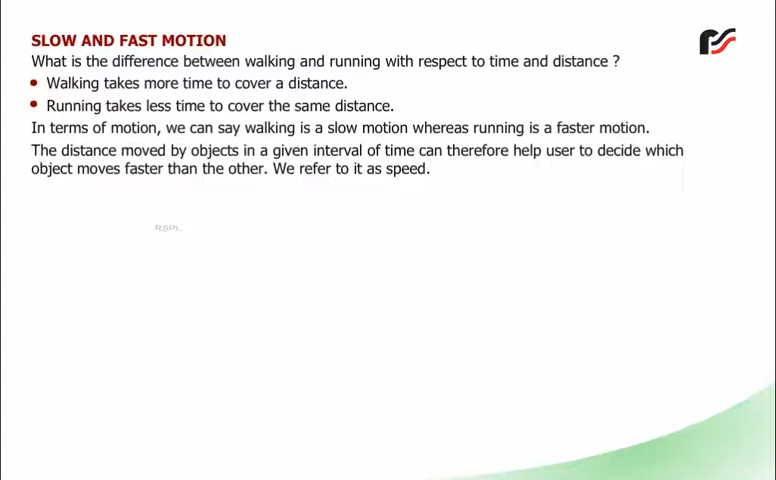 SLOW AND FAST MOTION
What is the difference between walking and running with respect to time and distance ?
• Walking takes more time to cover a distance.
• Running takes less time to cover the same distance.
In terms of motion, we can say walking is a slow motion whereas running is a faster motion.
The distance moved by objects in a given interval of time can therefore help user to decide which
object moves faster than the other. We refer to it as speed.
RSPL